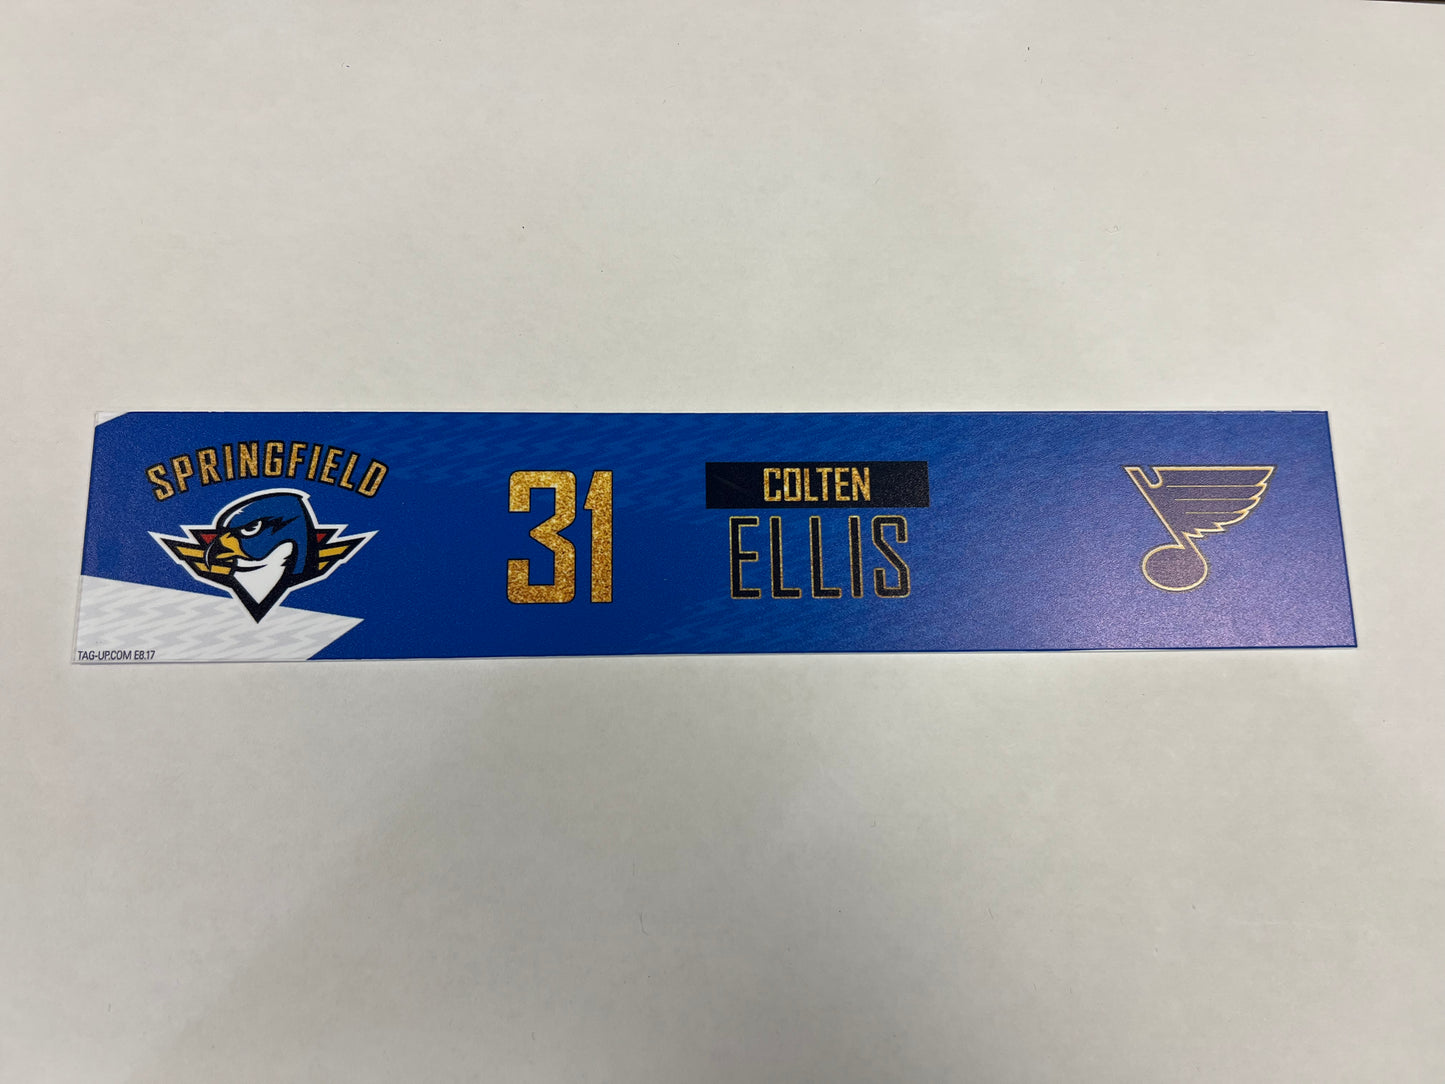 SPRINGFIELD
31
COLTEN
ELLIS
TAG-UP.COM E8.17